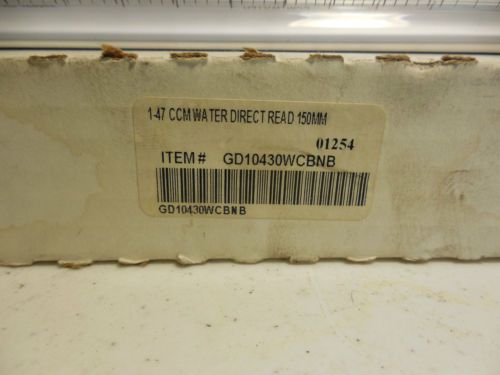 1-47 CCM WATER DIRECT READ 150MM
01254
ITEM # GD10430WCBNB
GD10430WCBNB